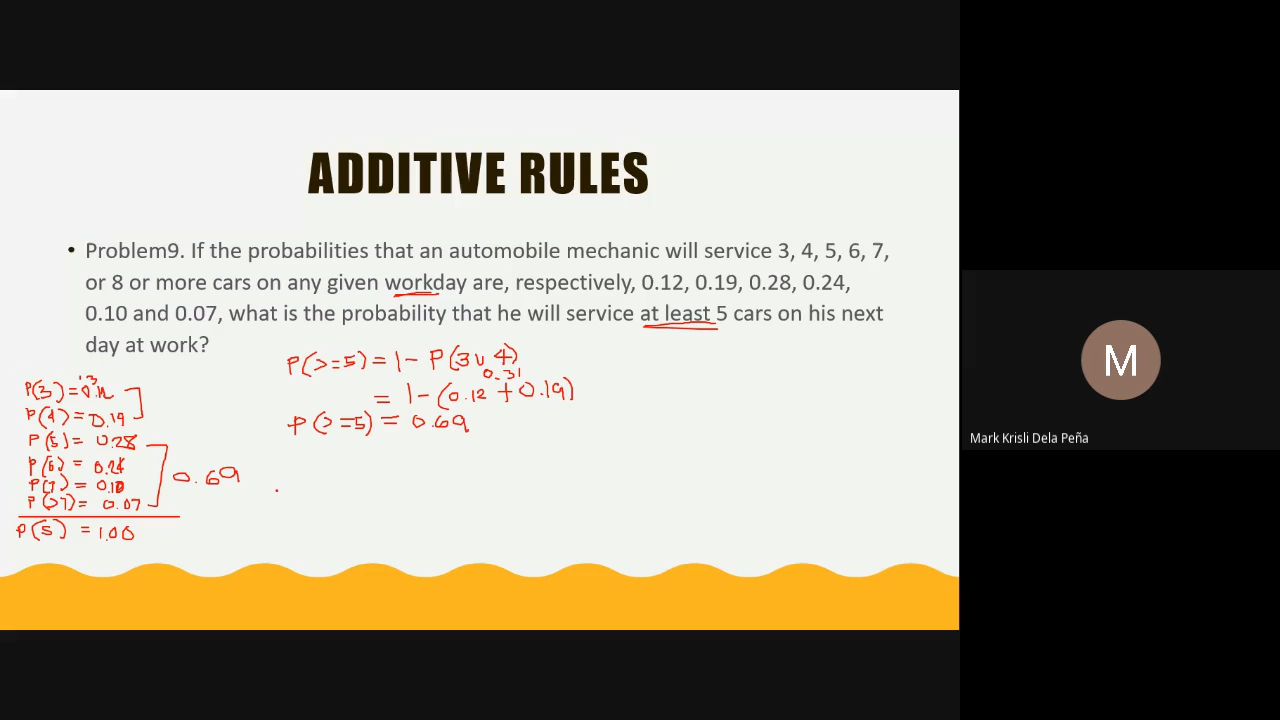 ADDITIVE RULES
• Problem9. If the probabilities that an automobile mechanic will service 3, 4, 5, 6, 7,
or 8 or more cars on any given workday are, respectively, 0.12, 0.19, 0.28, 0.24,
0.10 and 0.07, what is the probability that he will service at least 5 cars on his next
day at work?
P(>=5) = 1 - P(3∪4)
0.31
= 1 - (0.12 + 0.19)
P(>=5) = 0.69
P(3) = 0.12
P(4) = 0.19
P(5) = 0.28
P(6) = 0.24
P(7) = 0.10
P(>7) = 0.07
0.69
P(S) = 1.00
M
Mark Krisli Dela Peña